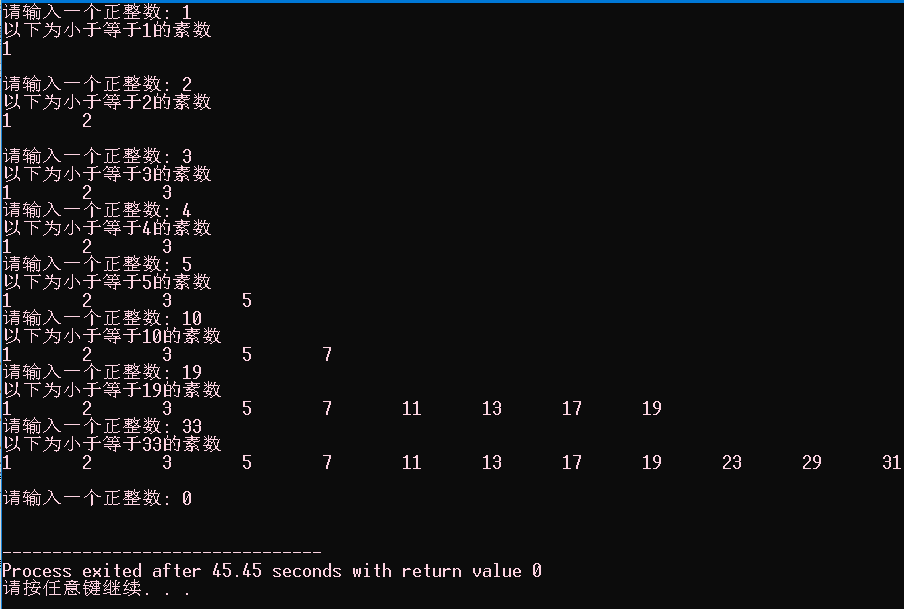 请输入一个正整数: 1
以下为小于等于1的素数
1
请输入一个正整数: 2
以下为小于等于2的素数
1 2
请输入一个正整数: 3
以下为小于等于3的素数
1 2 3
请输入一个正整数: 4
以下为小于等于4的素数
1 2 3
请输入一个正整数: 5
以下为小于等于5的素数
1 2 3 5
请输入一个正整数: 10
以下为小于等于10的素数
1 2 3 5 7
请输入一个正整数: 19
以下为小于等于19的素数
1 2 3 5 7 11 13 17 19
请输入一个正整数: 33
以下为小于等于33的素数
1 2 3 5 7 11 13 17 19 23 29 31
请输入一个正整数: 0
--------------------------------
Process exited after 45.45 seconds with return value 0
请按任意键继续. . .